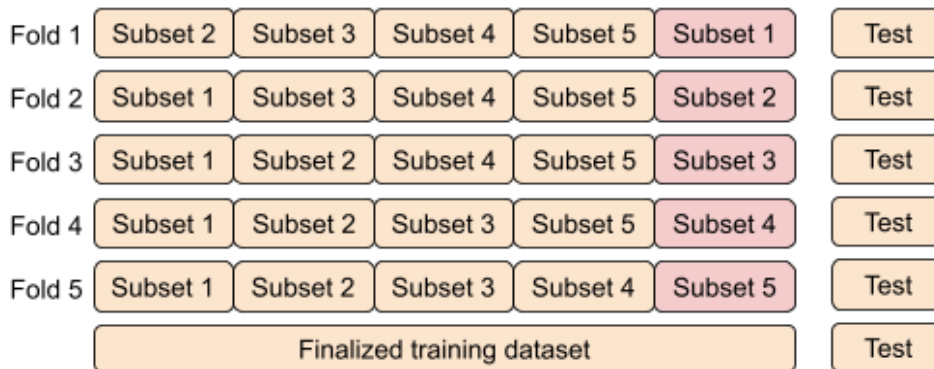 Fold 1 Subset 2 Subset 3 Subset 4 Subset 5 Subset 1 Test
Fold 2 Subset 1 Subset 3 Subset 4 Subset 5 Subset 2 Test
Fold 3 Subset 1 Subset 2 Subset 4 Subset 5 Subset 3 Test
Fold 4 Subset 1 Subset 2 Subset 3 Subset 5 Subset 4 Test
Fold 5 Subset 1 Subset 2 Subset 3 Subset 4 Subset 5 Test
Finalized training dataset Test